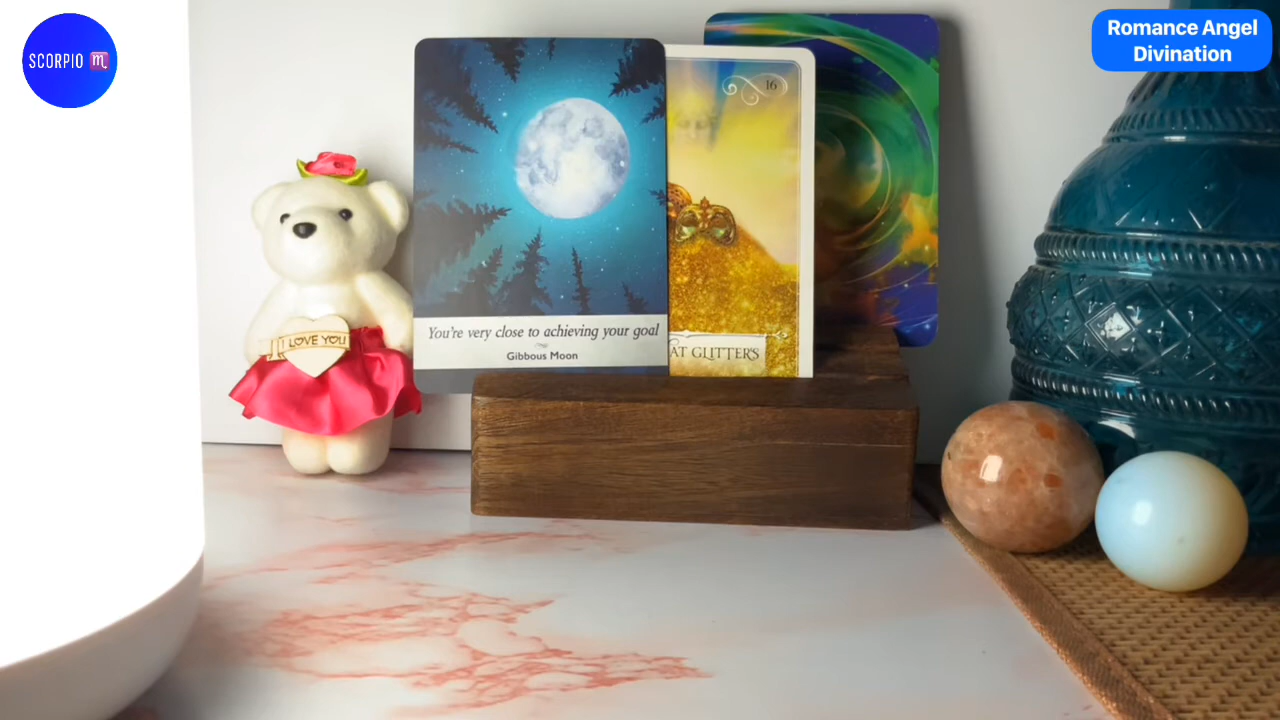 SCORPIO ♏
Romance Angel
Divination
16
I LOVE YOU
You're very close to achieving your goal
Gibbous Moon
AT GLITTERS